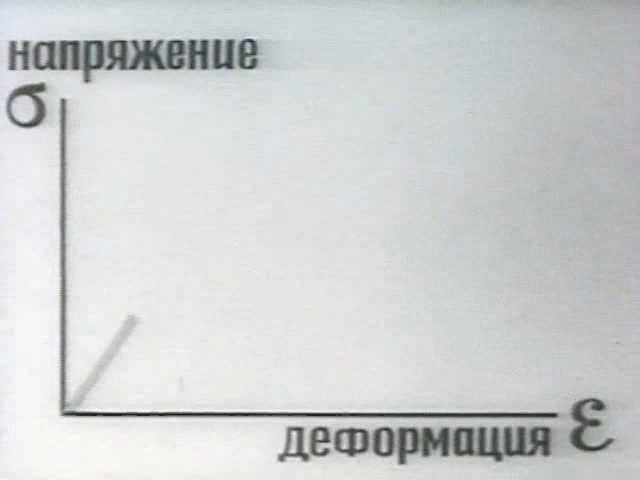 напряжение
σ
деформация ε